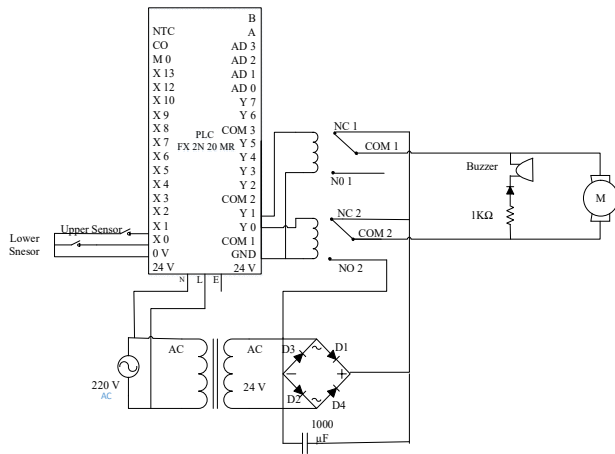 B
A
NTC
CO
M 0
X 13
X 12
X 10
X 9
X 8
X 7
X 6
X 5
X 4
X 3
X 2
X 1
X 0
0 V
24 V
AD 3
AD 2
AD 1
AD 0
Y 7
Y 6
COM 3
Y 5
Y 4
Y 3
Y 2
COM 2
Y 1
Y 0
COM 1
GND
24 V
PLC
FX 2N 20 MR
N
L
E
Upper Sensor
Lower
Snesor
NC 1
COM 1
N0 1
NC 2
COM 2
NO 2
Buzzer
1KΩ
M
AC
AC
220 V
AC
24 V
D3
D1
D2
D4
1000
µF